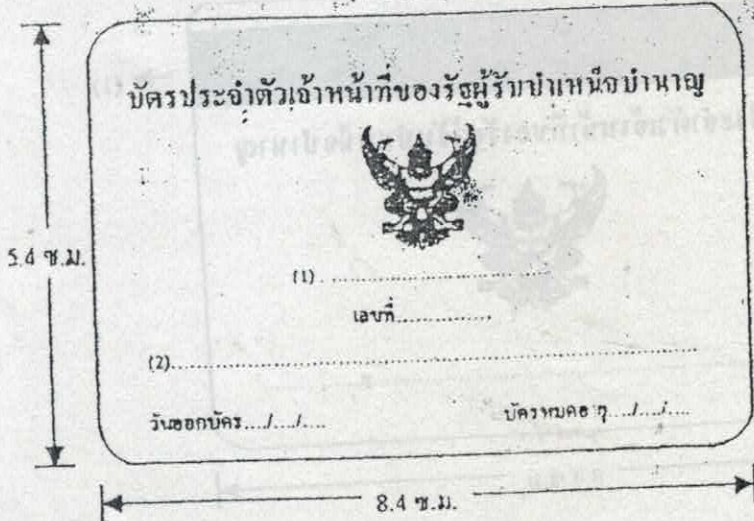 บัตรประจำตัวเจ้าหน้าที่ของรัฐผู้รับบำเหน็จบำนาญ
5.4 ซ.ม.
(1) ........................................
เลขที่....................
(2)................................................................................
วันออกบัตร..../..../.... บัตรหมดอายุ..../..../....
8.4 ซ.ม.